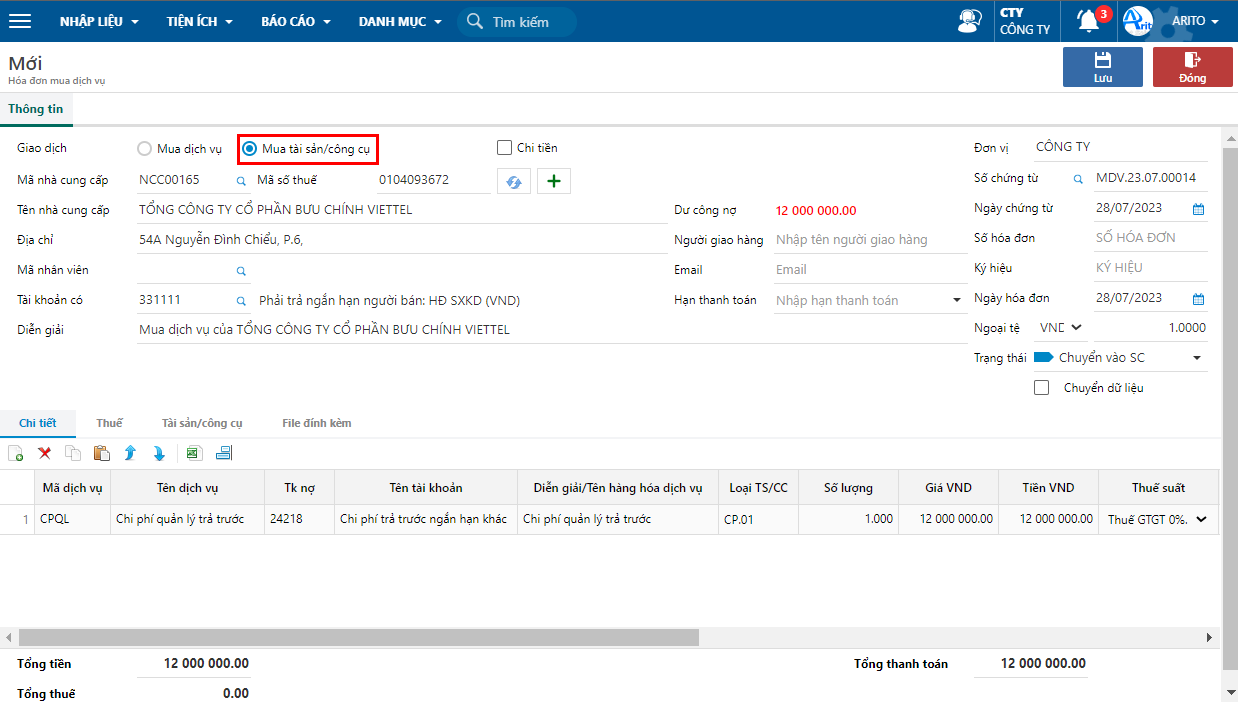 NHẬP LIỆU TIỆN ÍCH BÁO CÁO DANH MỤC Tìm kiếm CTY CÔNG TY 3 Arito ARITO
Mới
Hóa đơn mua dịch vụ
Lưu Đóng
Thông tin
Giao dịch Mua dịch vụ Mua tài sản/công cụ Chi tiền Đơn vị CÔNG TY
Mã nhà cung cấp NCC00165 Mã số thuế 0104093672 Số chứng từ MDV.23.07.00014
Tên nhà cung cấp TỔNG CÔNG TY CỔ PHẦN BƯU CHÍNH VIETTEL Dư công nợ 12 000 000.00 Ngày chứng từ 28/07/2023
Địa chỉ 54A Nguyễn Đình Chiểu, P.6, Người giao hàng Nhập tên người giao hàng Số hóa đơn SỐ HÓA ĐƠN
Mã nhân viên Email Email Ký hiệu KÝ HIỆU
Tài khoản có 331111 Phải trả ngắn hạn người bán: HĐ SXKD (VND) Hạn thanh toán Nhập hạn thanh toán Ngày hóa đơn 28/07/2023
Diễn giải Mua dịch vụ của TỔNG CÔNG TY CỔ PHẦN BƯU CHÍNH VIETTEL Ngoại tệ VND 1.0000
Trạng thái Chuyển vào SC
Chuyển dữ liệu
Chi tiết Thuế Tài sản/công cụ File đính kèm
Mã dịch vụ Tên dịch vụ Tk nợ Tên tài khoản Diễn giải/Tên hàng hóa dịch vụ Loại TS/CC Số lượng Giá VND Tiền VND Thuế suất
1 CPQL Chi phí quản lý trả trước 24218 Chi phí trả trước ngắn hạn khác Chi phí quản lý trả trước CP.01 1.000 12 000 000.00 12 000 000.00 Thuế GTGT 0%.
Tổng tiền 12 000 000.00 Tổng thanh toán 12 000 000.00
Tổng thuế 0.00